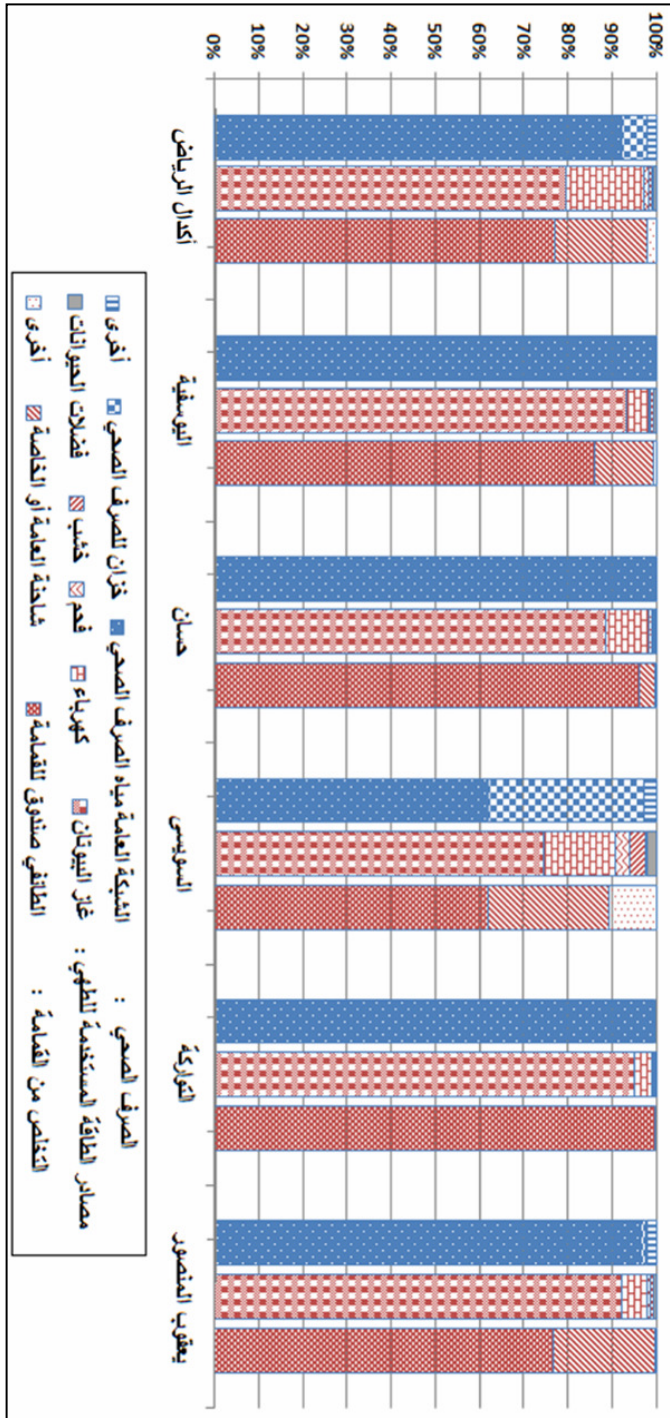 100%
90%
80%
70%
60%
50%
40%
30%
20%
10%
0%
أكدال الرياض
اليوسفية
حسان
السويسي
التواركة
يعقوب المنصور
الصرف الصحي : الشبكة العامة مياه الصرف الصحي خزان للصرف الصحي أخرى
مصادر الطاقة المستخدمة للطهي : غاز البيوتان كهرباء فحم خشب فضلات الحيوانات
التخلص من القمامة : الطائفي صندوق للقمامة شاحنة العامة أو الخاصة أخرى